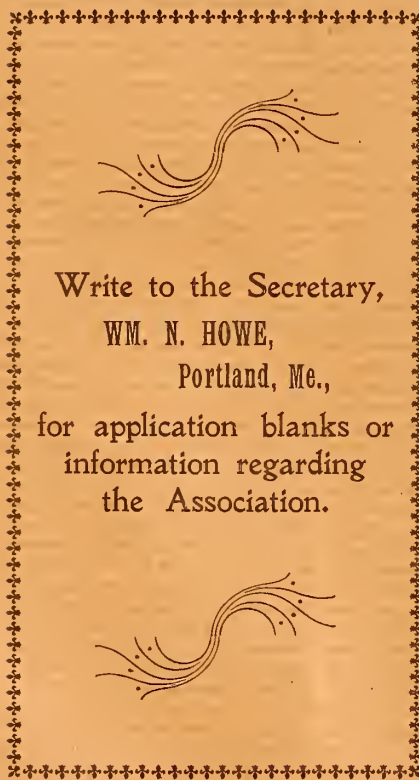 Write to the Secretary,
WM. N. HOWE,
Portland, Me.,
for application blanks or
information regarding
the Association.